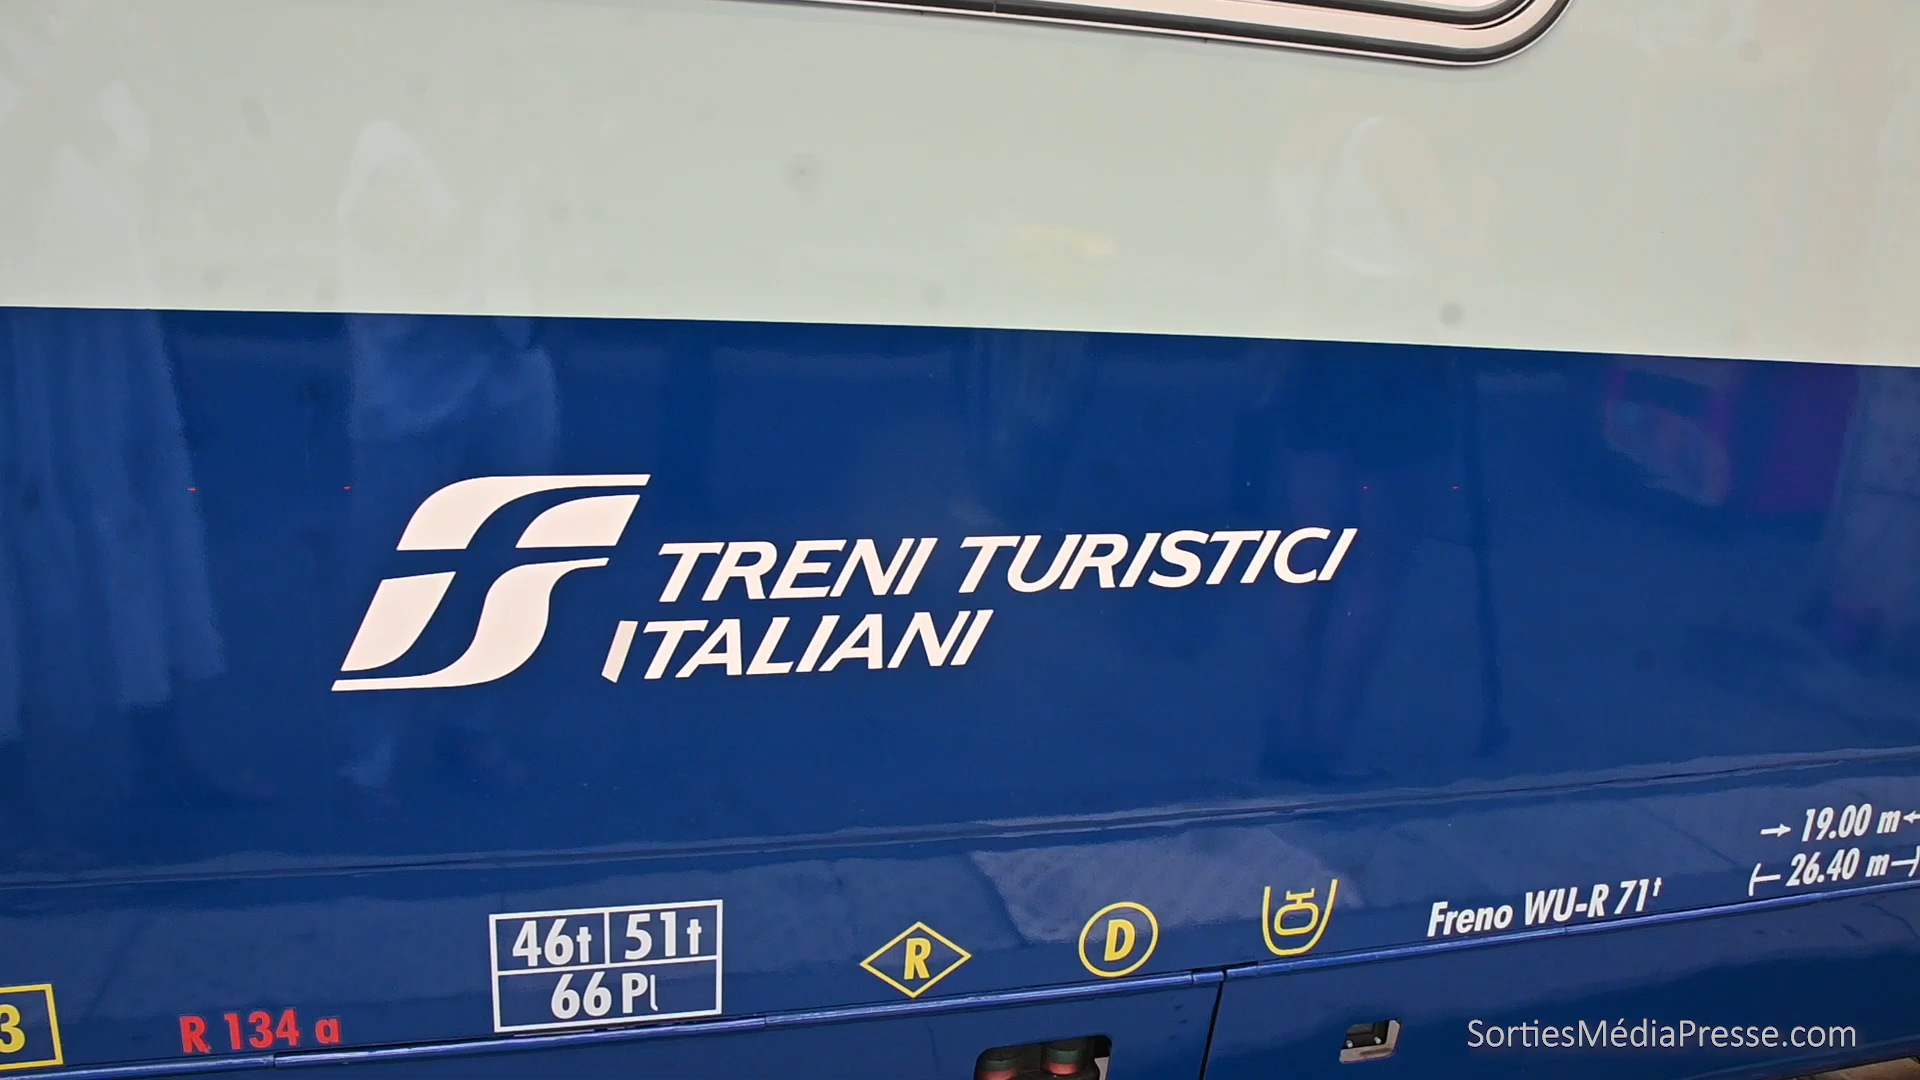 TRENI TURISTICI
ITALIANI
19.00 m
26.40 m
Freno WU-R 71t
46t 51t
66 Pl
R
D
3
R 134 a
SortiesMédiaPresse.com